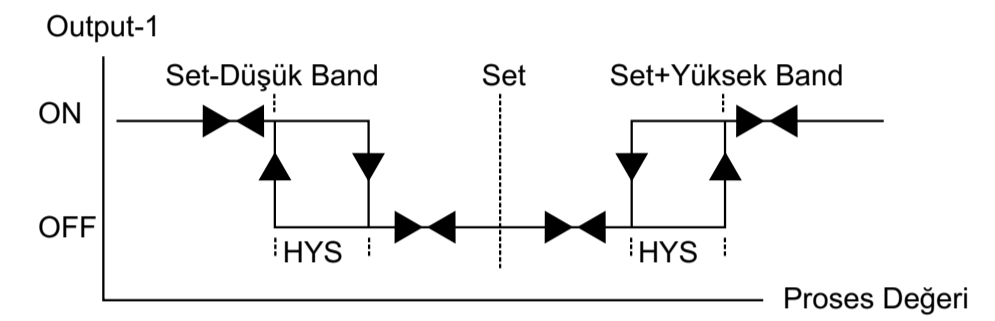 Output-1
Set-Düşük Band
Set
Set+Yüksek Band
ON
OFF
HYS
HYS
Proses Değeri